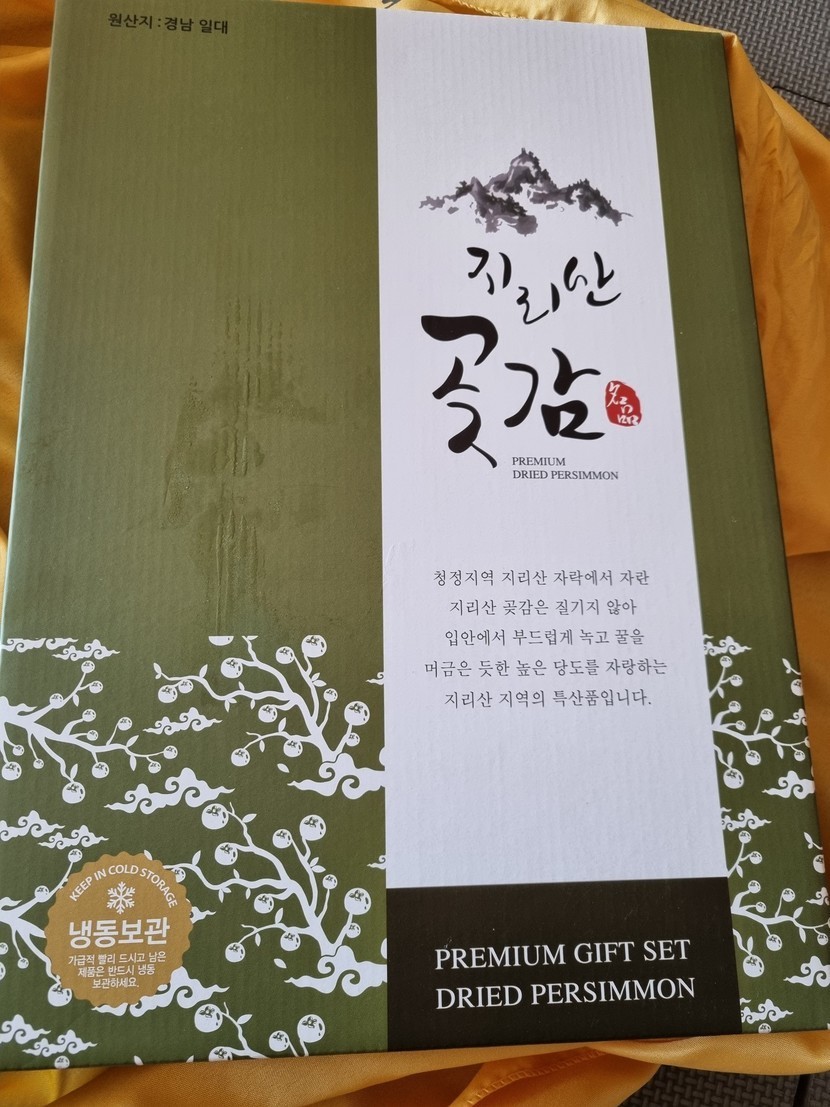 원산지 : 경남 일대
지리산
곶감
名品
PREMIUM
DRIED PERSIMMON
청정지역 지리산 자락에서 자란
지리산 곶감은 질기지 않아
입안에서 부드럽게 녹고 꿀을
머금은 듯한 높은 당도를 자랑하는
지리산 지역의 특산품입니다.
KEEP IN COLD STORAGE
냉동보관
가급적 빨리 드시고 남은
제품은 반드시 냉동
보관하세요.
PREMIUM GIFT SET
DRIED PERSIMMON